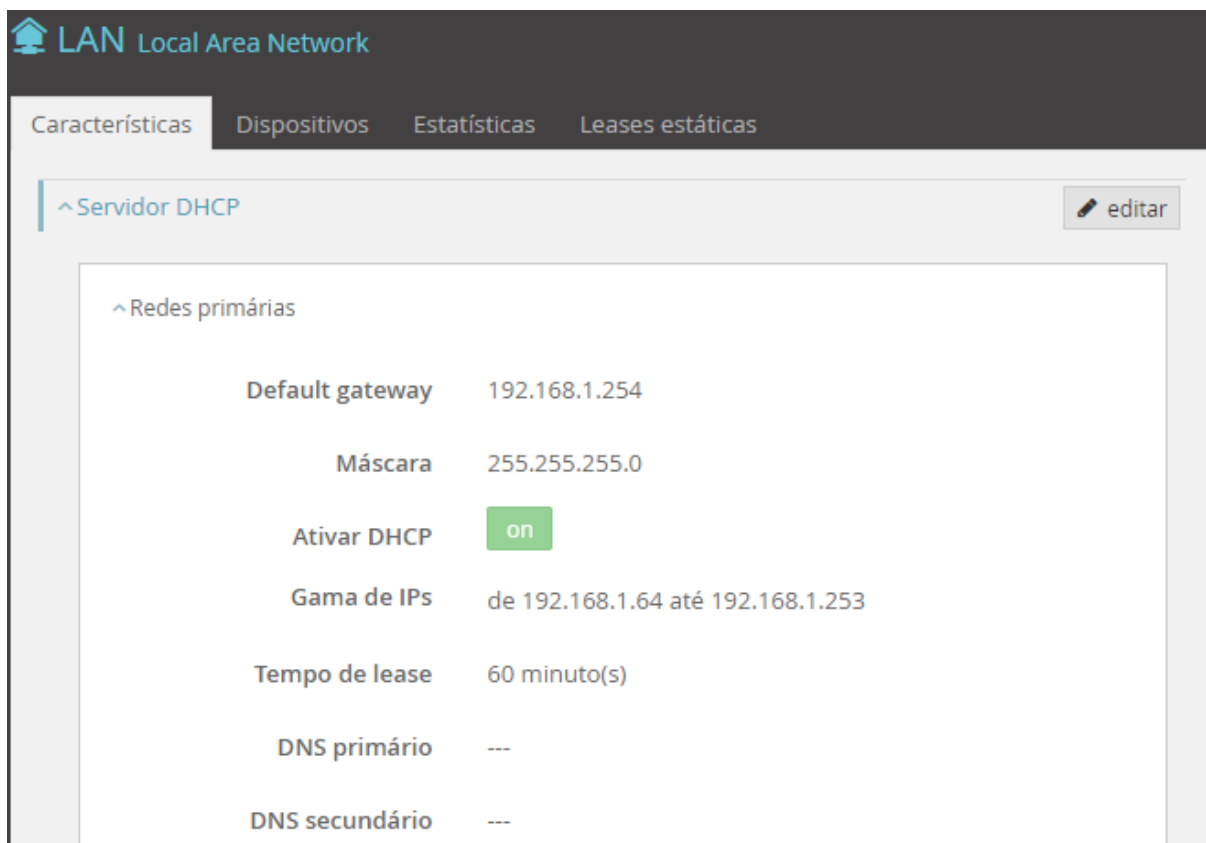 LAN Local Area Network
Características Dispositivos Estatísticas Leases estáticas
Servidor DHCP editar
Redes primárias
Default gateway 192.168.1.254
Máscara 255.255.255.0
Ativar DHCP on
Gama de IPs de 192.168.1.64 até 192.168.1.253
Tempo de lease 60 minuto(s)
DNS primário ---
DNS secundário ---